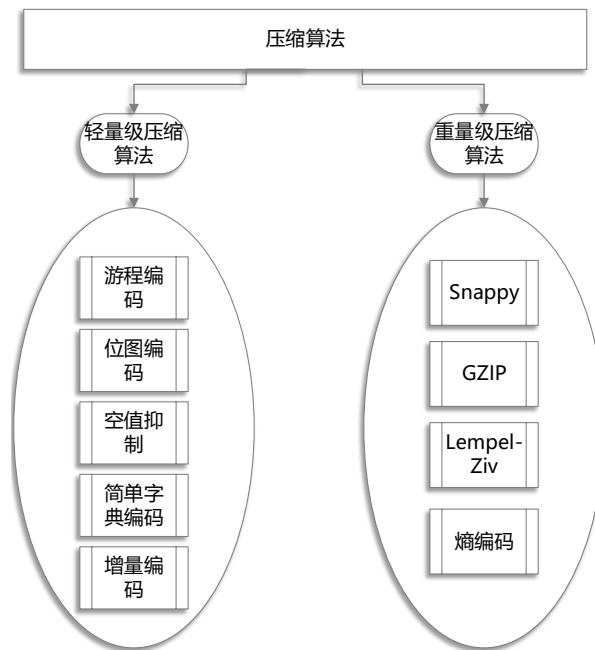 压缩算法
轻量级压缩
算法
重量级压缩
算法
游程编
码
位图编
码
空值抑
制
简单字
典编码
增量编
码
Snappy
GZIP
Lempel-
Ziv
熵编码